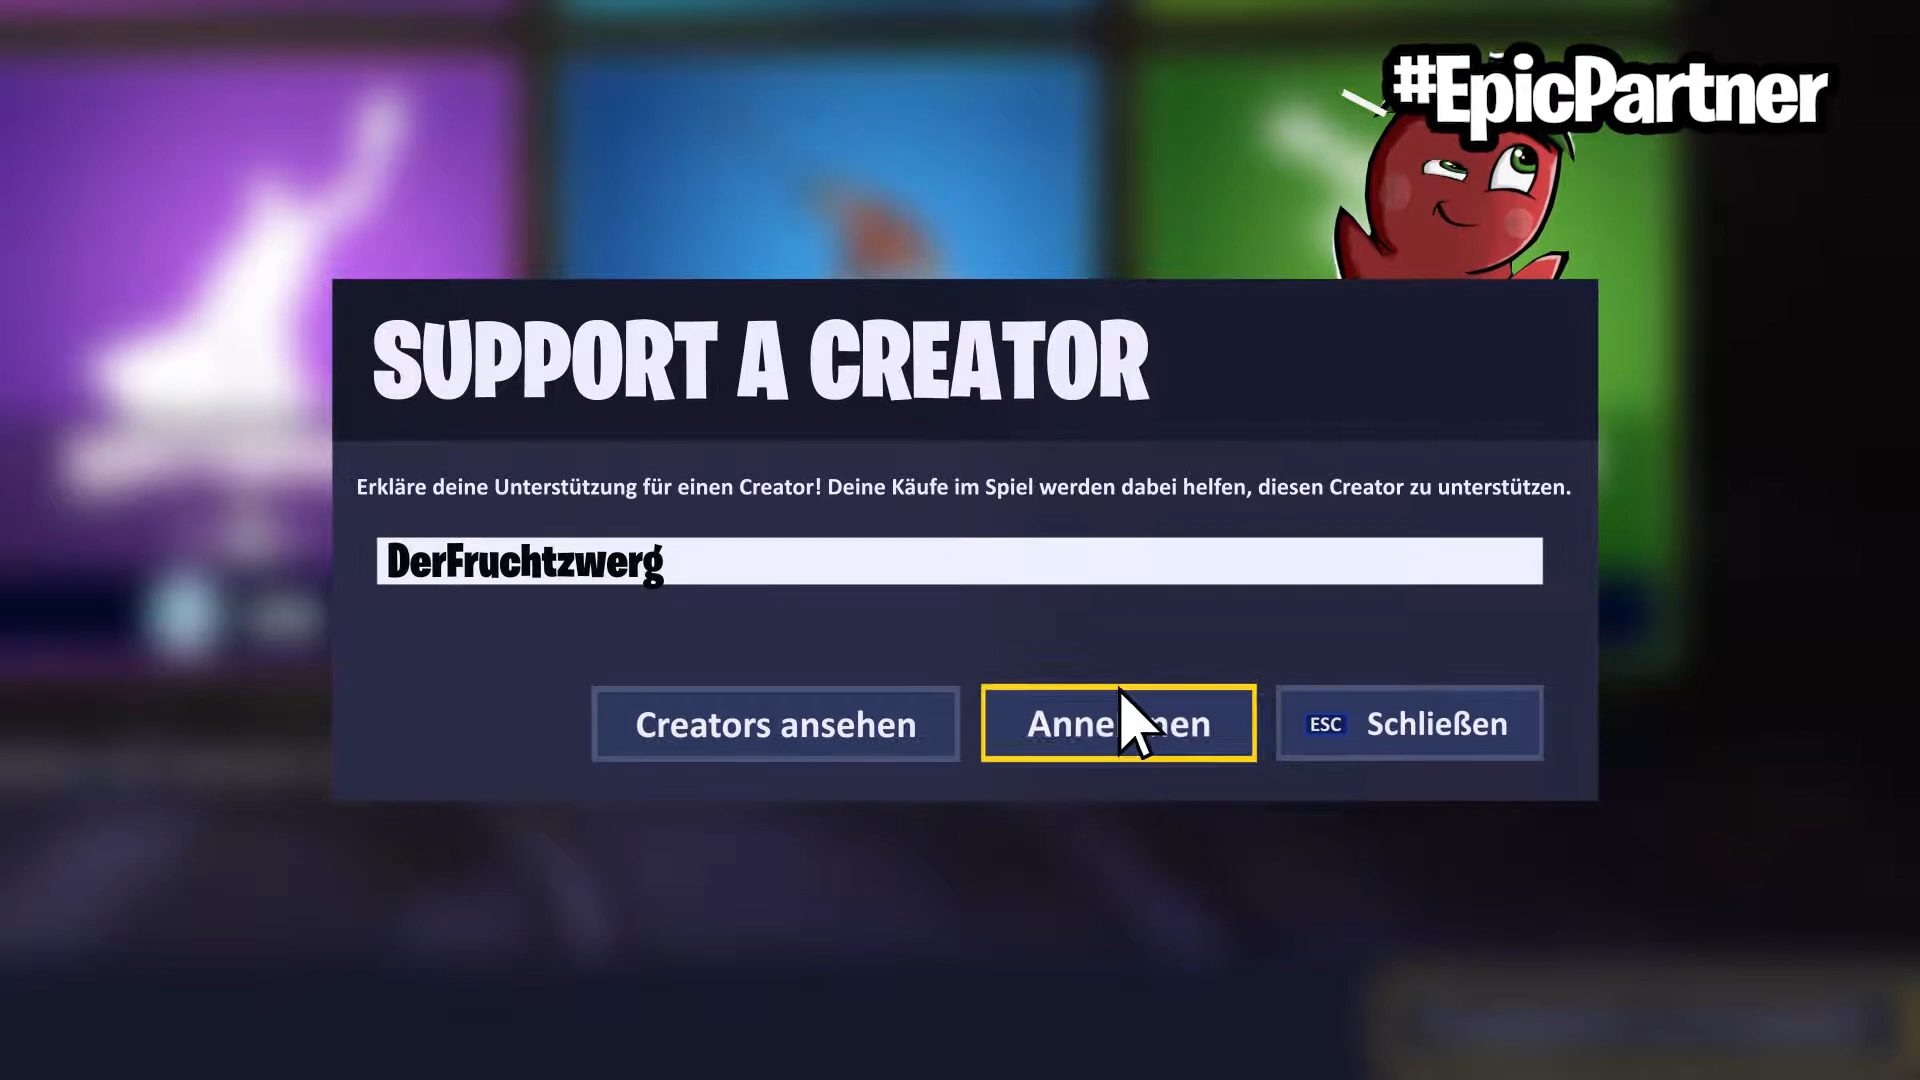 #EpicPartner
SUPPORT A CREATOR
Erkläre deine Unterstützung für einen Creator! Deine Käufe im Spiel werden dabei helfen, diesen Creator zu unterstützen.
DerFruchtzwerg
Creators ansehen
Annehmen
ESC Schließen